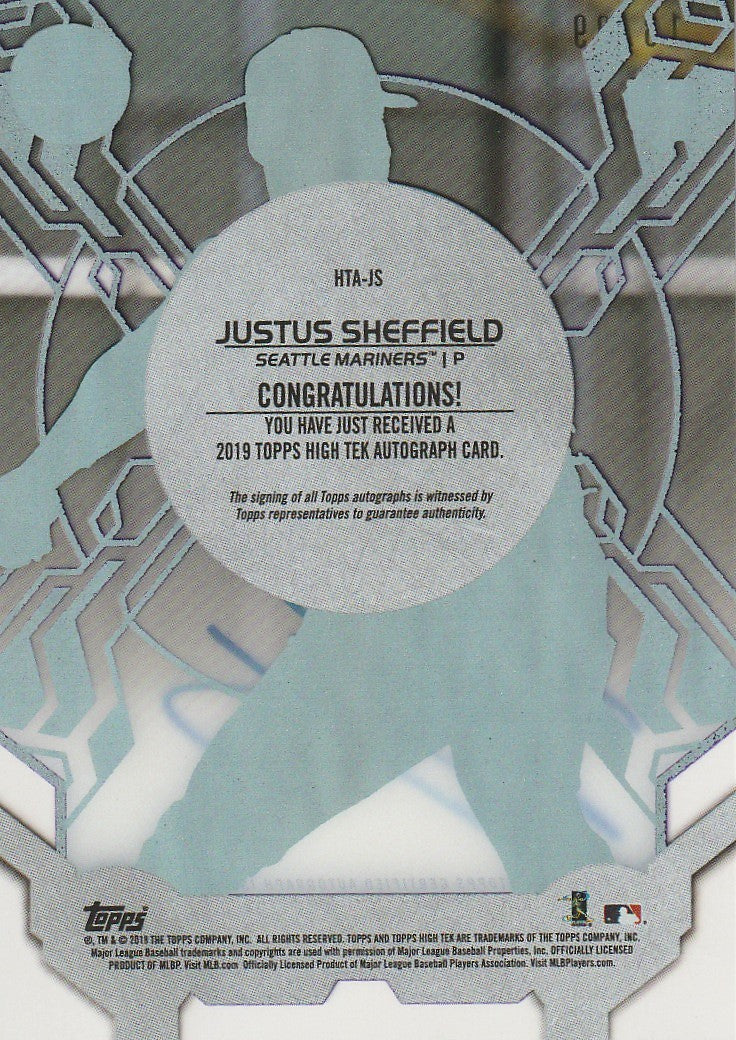 HTA-JS
JUSTUS SHEFFIELD
SEATTLE MARINERS™ | P
CONGRATULATIONS!
YOU HAVE JUST RECEIVED A
2019 TOPPS HIGH TEK AUTOGRAPH CARD.
The signing of all Topps autographs is witnessed by
Topps representatives to guarantee authenticity.
topps
®, TM & © 2019 THE TOPPS COMPANY, INC. ALL RIGHTS RESERVED. TOPPS AND TOPPS HIGH TEK ARE TRADEMARKS OF THE TOPPS COMPANY, INC.
Major League Baseball trademarks and copyrights are used with permission of Major League Baseball Properties, Inc. OFFICIALLY LICENSED
PRODUCT OF MLBP. Visit MLB.com Officially Licensed Product of Major League Baseball Players Association. Visit MLBPlayers.com.